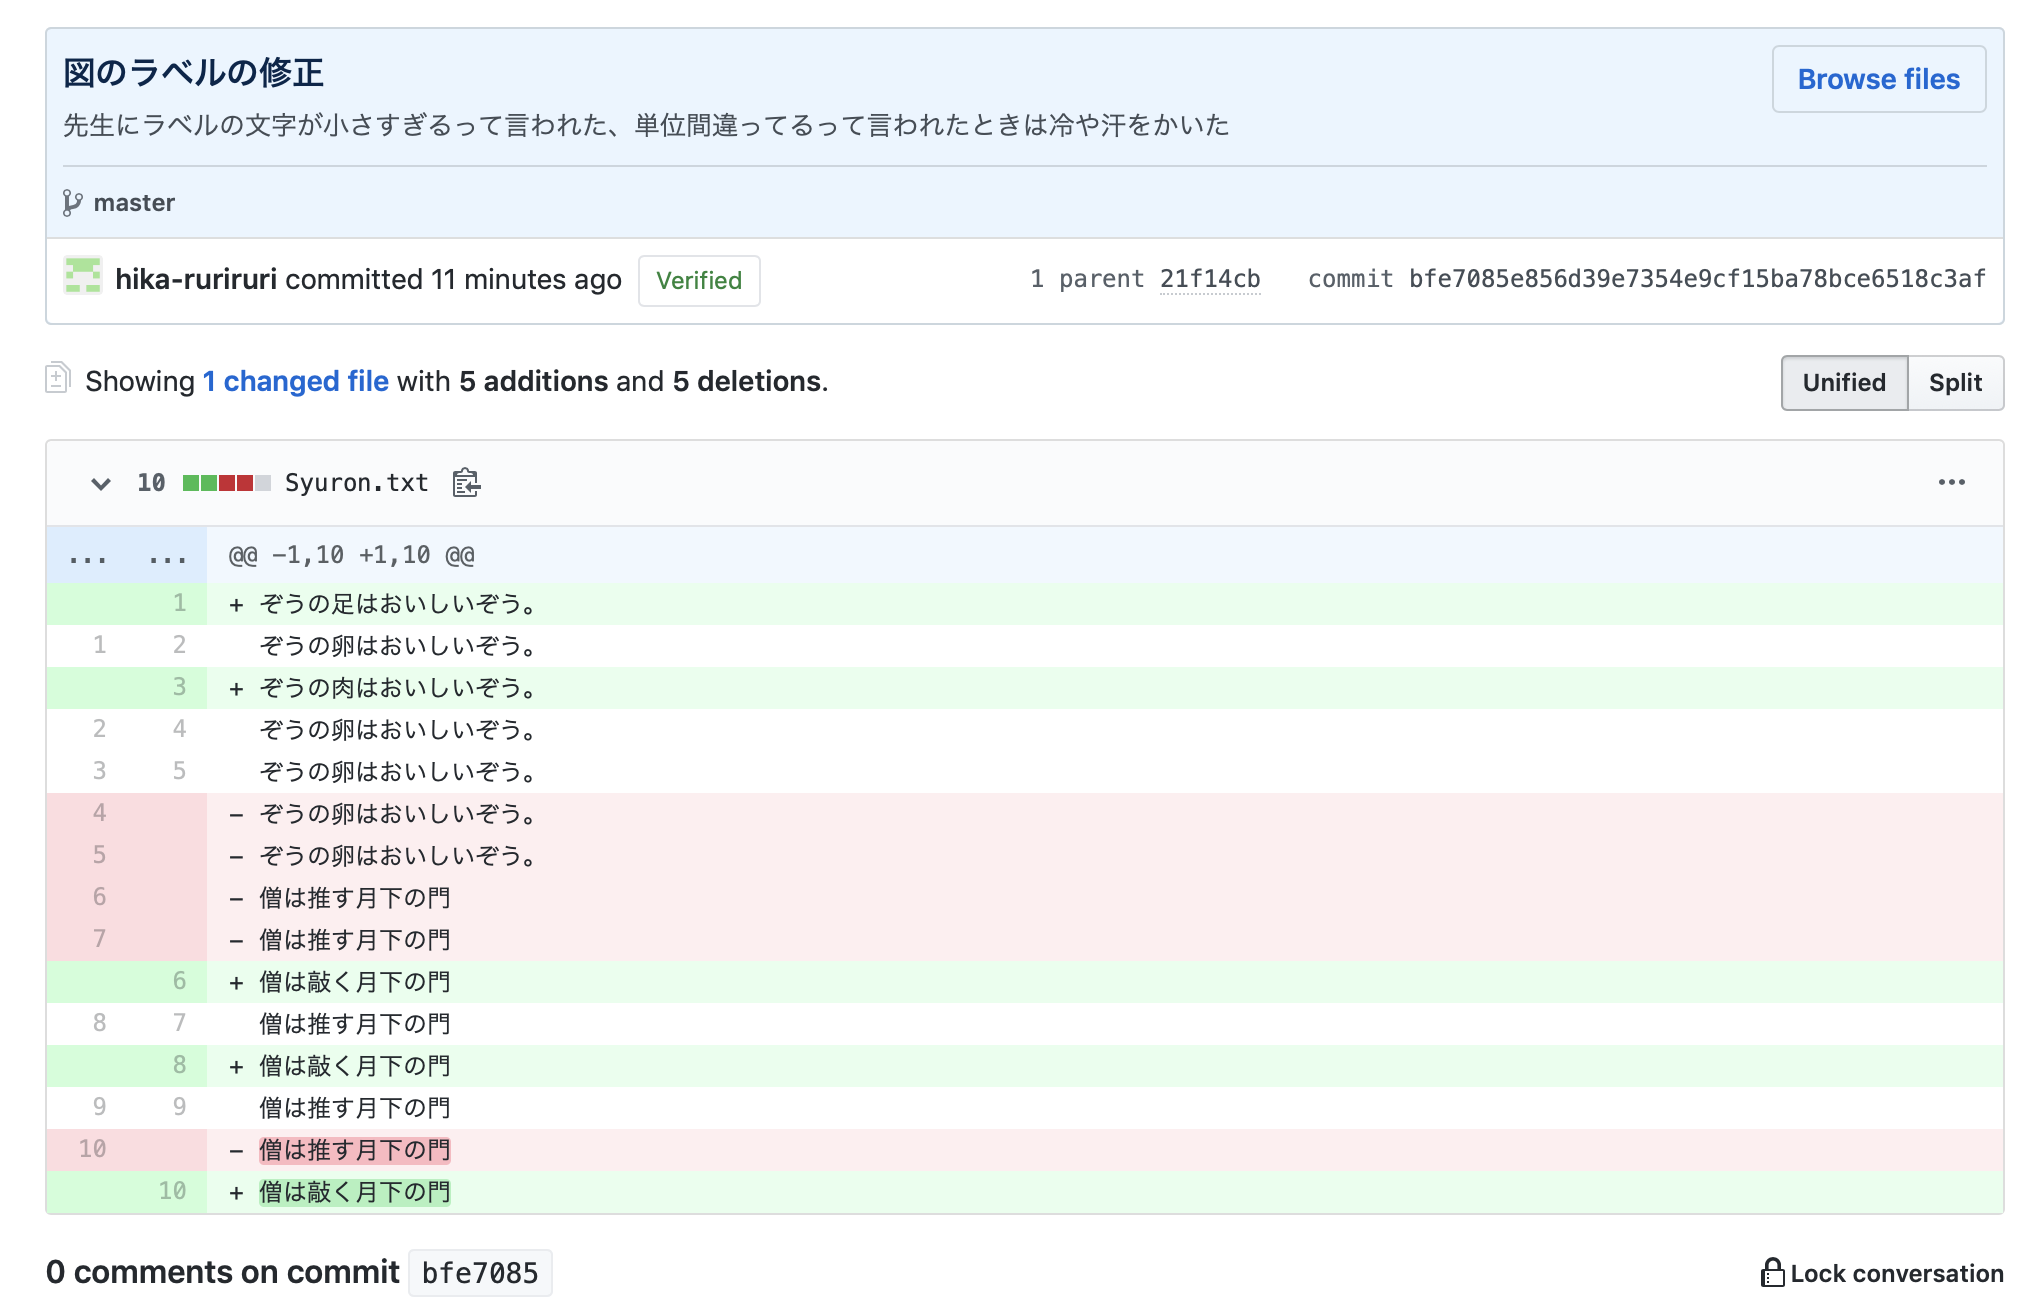 図のラベルの修正
Browse files
先生にラベルの文字が小さすぎるって言われた、単位間違ってるって言われたときは冷や汗をかいた
master
hika-ruriruri committed 11 minutes ago Verified 1 parent 21f14cb commit bfe7085e856d39e7354e9cf15ba78bce6518c3af
Showing 1 changed file with 5 additions and 5 deletions. Unified Split
10 Syuron.txt ...
... ... @@ -1,10 +1,10 @@
1 + ぞうの足はおいしいぞう。
1 2 ぞうの卵はおいしいぞう。
3 + ぞうの肉はおいしいぞう。
2 4 ぞうの卵はおいしいぞう。
3 5 ぞうの卵はおいしいぞう。
4 - ぞうの卵はおいしいぞう。
5 - ぞうの卵はおいしいぞう。
6 - 僧は推す月下の門
7 - 僧は推す月下の門
6 + 僧は敲く月下の門
8 7 僧は推す月下の門
8 + 僧は敲く月下の門
9 9 僧は推す月下の門
10 - 僧は推す月下の門
10 + 僧は敲く月下の門
0 comments on commit bfe7085 Lock conversation